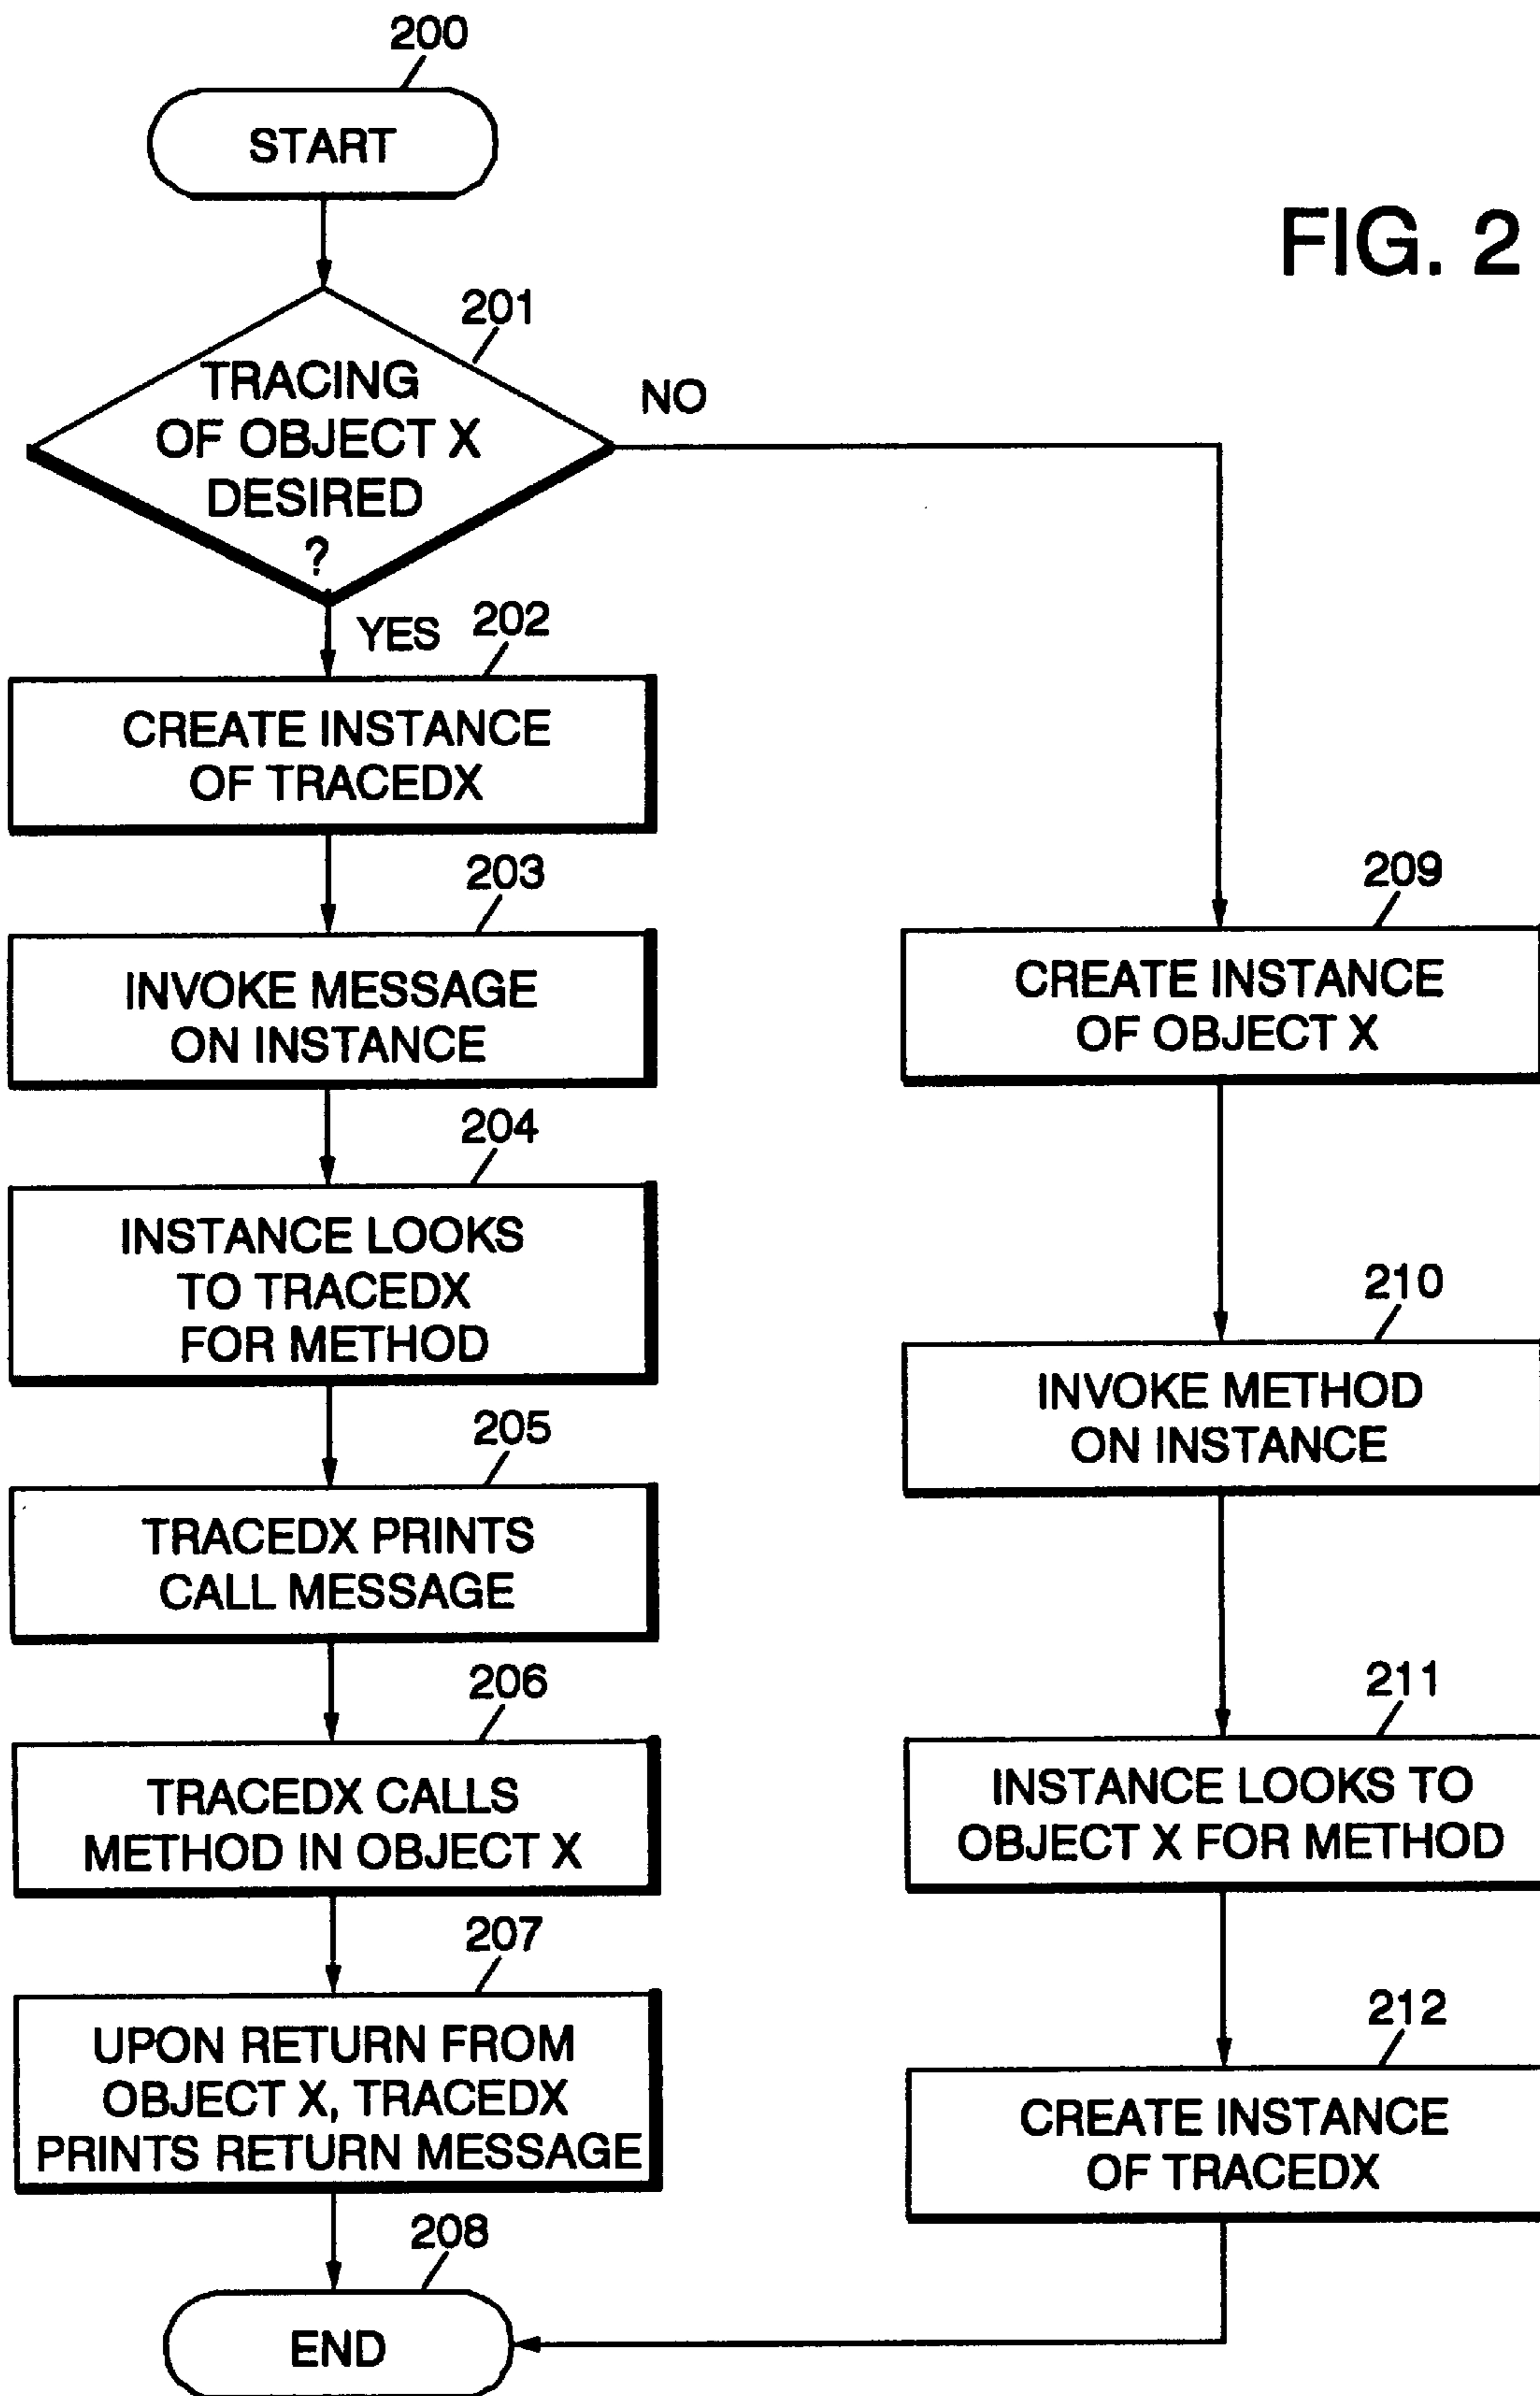 200
START
FIG. 2
201
TRACING
OF OBJECT X
DESIRED
?
NO
YES
202
CREATE INSTANCE
OF TRACEDX
203
INVOKE MESSAGE
ON INSTANCE
204
INSTANCE LOOKS
TO TRACEDX
FOR METHOD
205
TRACEDX PRINTS
CALL MESSAGE
206
TRACEDX CALLS
METHOD IN OBJECT X
207
UPON RETURN FROM
OBJECT X, TRACEDX
PRINTS RETURN MESSAGE
208
END
209
CREATE INSTANCE
OF OBJECT X
210
INVOKE METHOD
ON INSTANCE
211
INSTANCE LOOKS TO
OBJECT X FOR METHOD
212
CREATE INSTANCE
OF TRACEDX